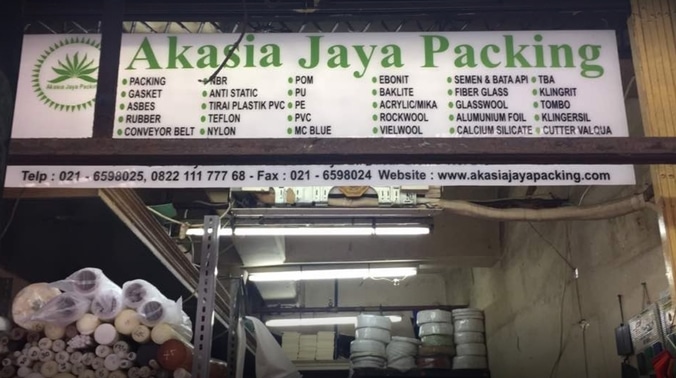 Akasia Jaya Packing
Akasia Jaya Packing
• PACKING • NBR • POM • EBONIT • SEMEN & BATA API • TBA
• GASKET • ANTI STATIC • PU • BAKLITE • FIBER GLASS • KLINGRIT
• ASBES • TIRAI PLASTIK PVC • PE • ACRYLIC/MIKA • GLASSWOOL • TOMBO
• RUBBER • TEFLON • PVC • ROCKWOOL • ALUMUNIUM FOIL • KLINGERSIL
• CONVEYOR BELT • NYLON • MC BLUE • VIELWOOL • CALCIUM SILICATE • CUTTER VALQUA
Telp : 021 - 6598025, 0822 111 777 68 - Fax : 021 - 6598024 Website : www.akasiajayapacking.com